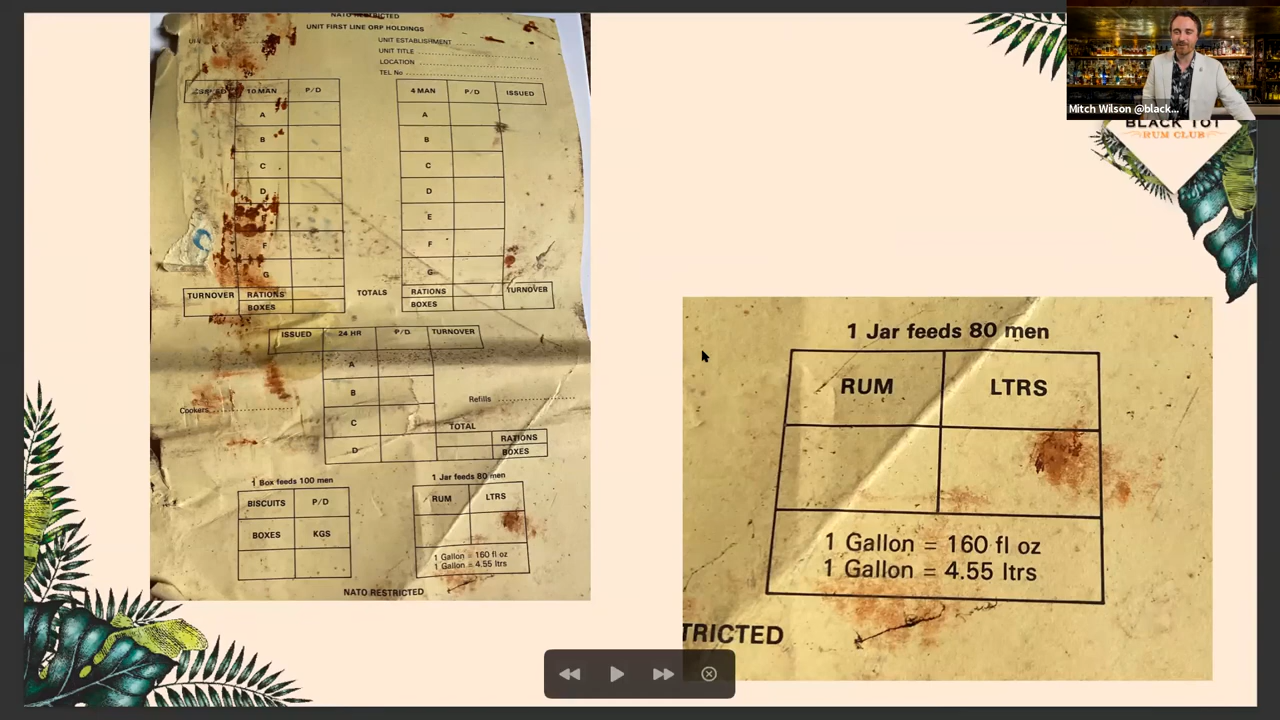 NATO RESTRICTED
UNIT FIRST LINE ORP HOLDINGS
UNIT ESTABLISHMENT
UNIT TITLE
LOCATION
TEL No
10 MAN P/D
4 MAN P/D ISSUED
A A
B B
C C
D D
E
F F
G G
TURNOVER RATIONS TOTALS RATIONS TURNOVER
BOXES BOXES
ISSUED 24 HR P/D TURNOVER
A
B
Cookers Refills
C
TOTAL
D RATIONS
BOXES
1 Box feeds 100 men
BISCUITS P/D
BOXES KGS
1 Jar feeds 80 men
RUM LTRS
1 Gallon = 160 fl oz
1 Gallon = 4.55 ltrs
NATO RESTRICTED
1 Jar feeds 80 men
RUM LTRS
1 Gallon = 160 fl oz
1 Gallon = 4.55 ltrs
TRICTED
Mitch Wilson @black...
BLACK TOT
RUM CLUB